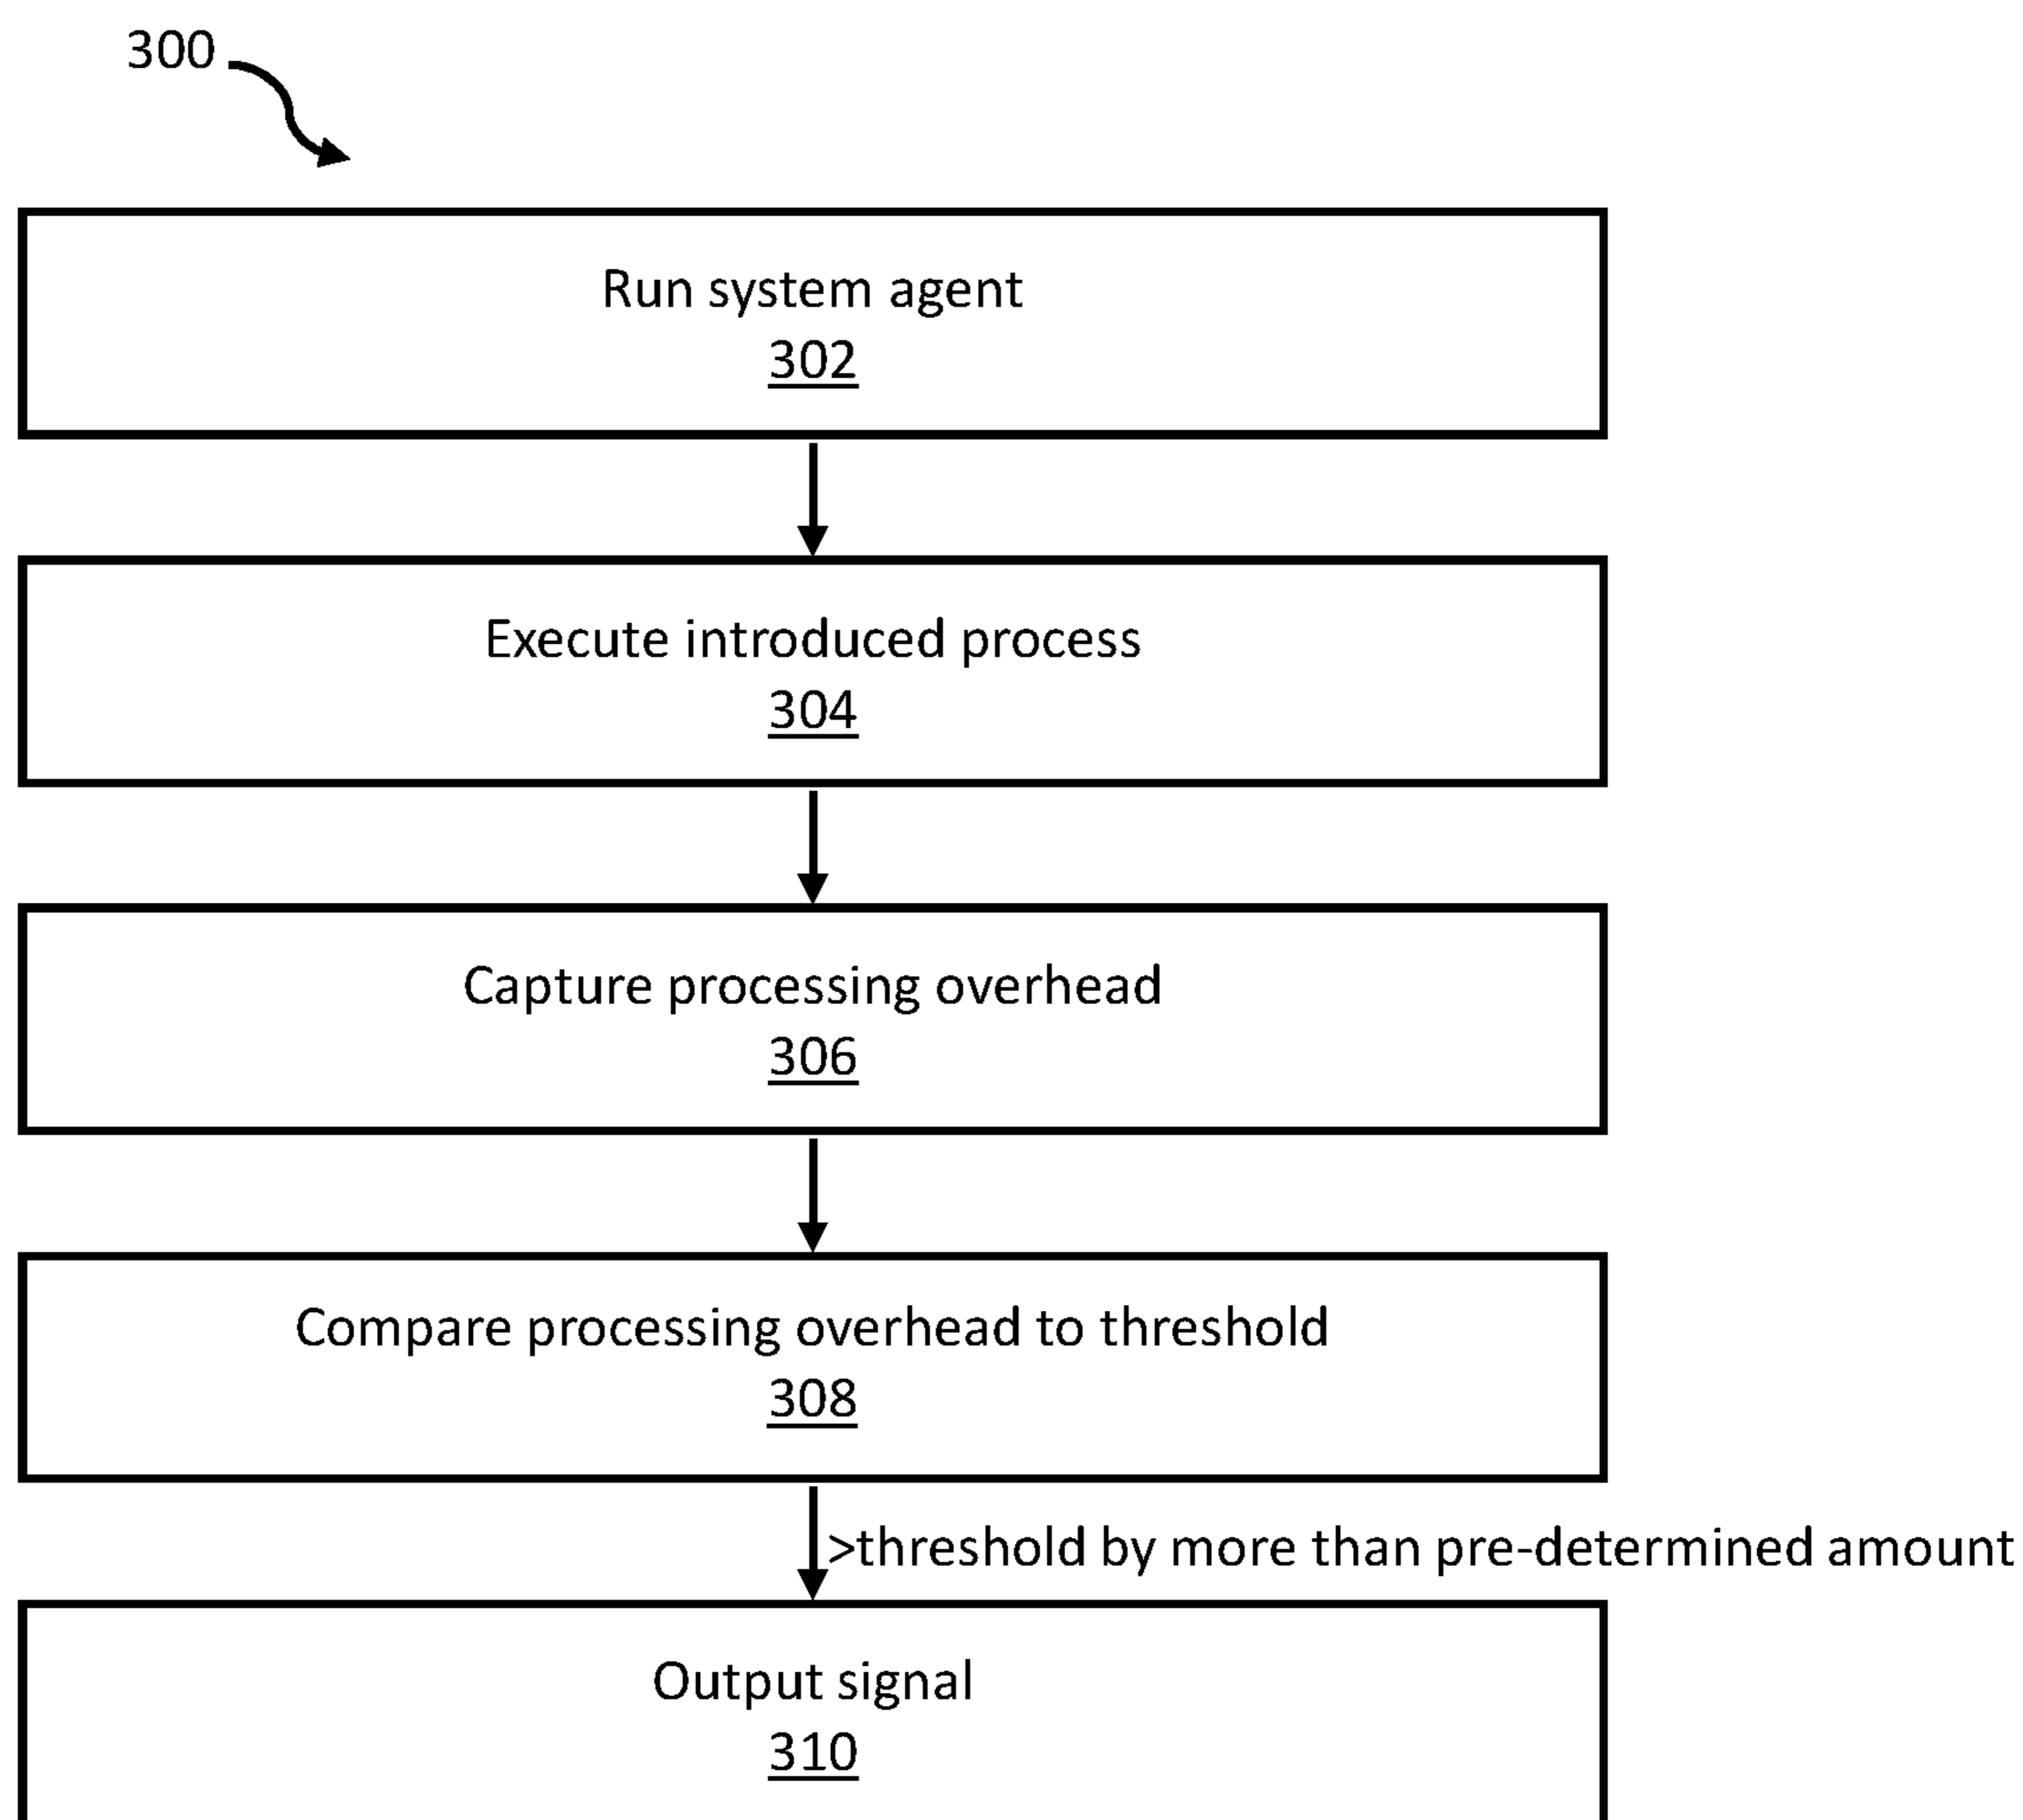 300
Run system agent
302
Execute introduced process
304
Capture processing overhead
306
Compare processing overhead to threshold
308
>threshold by more than pre-determined amount
Output signal
310